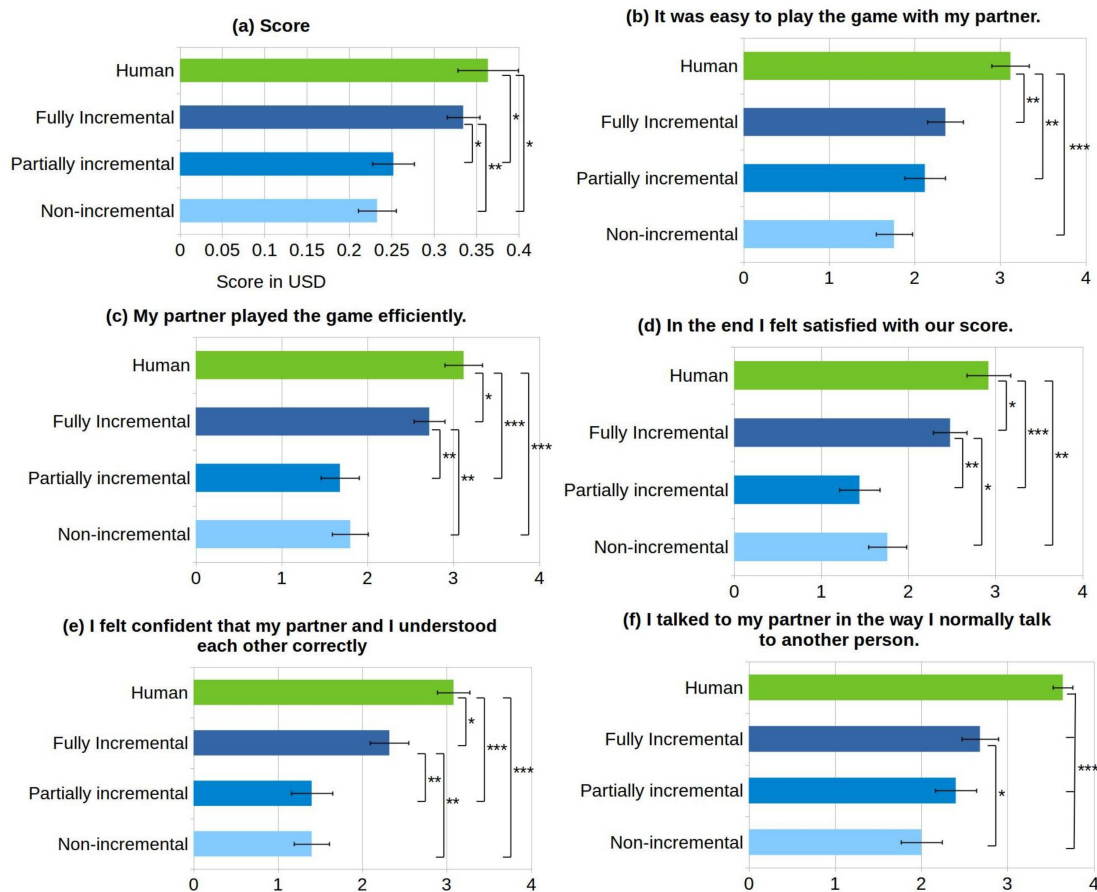 (a) Score
Human
Fully Incremental
Partially incremental
Non-incremental
*
**
*
*
0 0.05 0.1 0.15 0.2 0.25 0.3 0.35 0.4
Score in USD
(b) It was easy to play the game with my partner.
Human
Fully Incremental
Partially incremental
Non-incremental
**
**
***
0 1 2 3 4
(c) My partner played the game efficiently.
Human
Fully Incremental
Partially incremental
Non-incremental
*
**
**
***
***
0 1 2 3 4
(d) In the end I felt satisfied with our score.
Human
Fully Incremental
Partially incremental
Non-incremental
*
**
*
***
**
0 1 2 3 4
(e) I felt confident that my partner and I understood
each other correctly
Human
Fully Incremental
Partially incremental
Non-incremental
*
**
**
***
***
0 1 2 3 4
(f) I talked to my partner in the way I normally talk
to another person.
Human
Fully Incremental
Partially incremental
Non-incremental
*
***
0 1 2 3 4